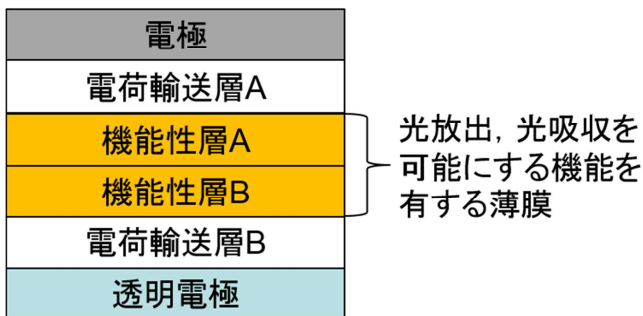 電極
電荷輸送層A
機能性層A
機能性層B
電荷輸送層B
透明電極
光放出，光吸収を
可能にする機能を
有する薄膜